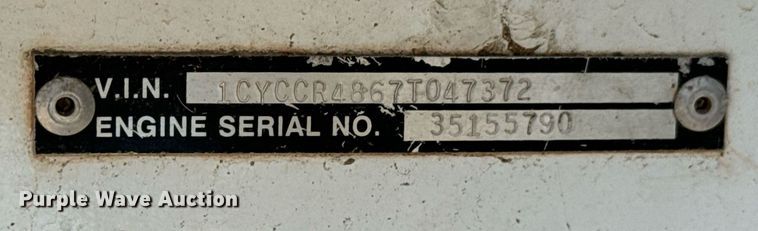 V.I.N. 1CYCCR4867T047372
ENGINE SERIAL NO. 35155790
Purple Wave Auction